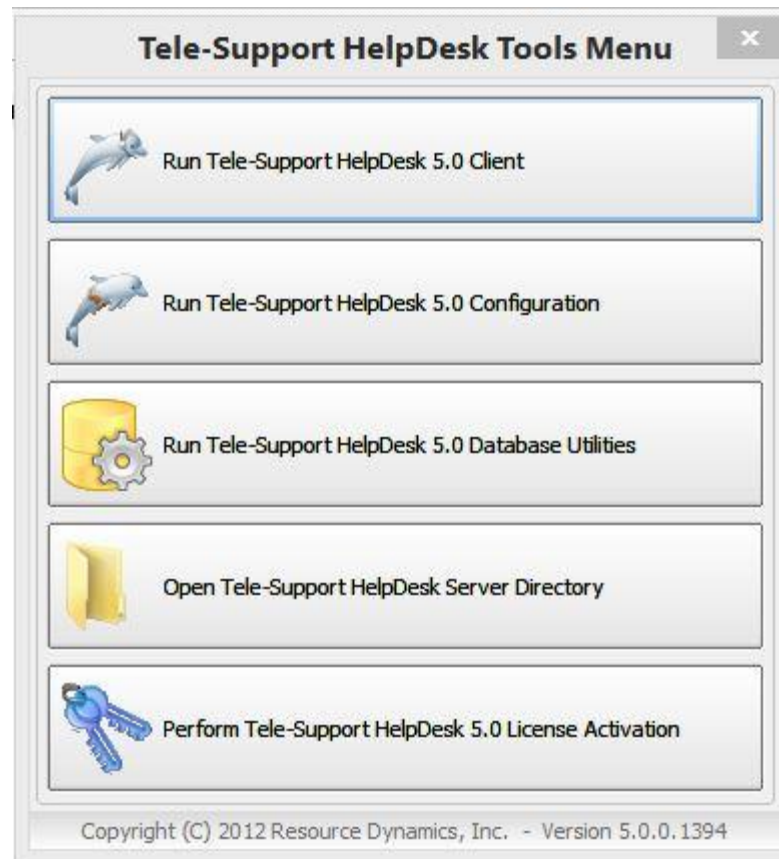 Tele-Support HelpDesk Tools Menu
Run Tele-Support HelpDesk 5.0 Client
Run Tele-Support HelpDesk 5.0 Configuration
Run Tele-Support HelpDesk 5.0 Database Utilities
Open Tele-Support HelpDesk Server Directory
Perform Tele-Support HelpDesk 5.0 License Activation
Copyright (C) 2012 Resource Dynamics, Inc. - Version 5.0.0.1394